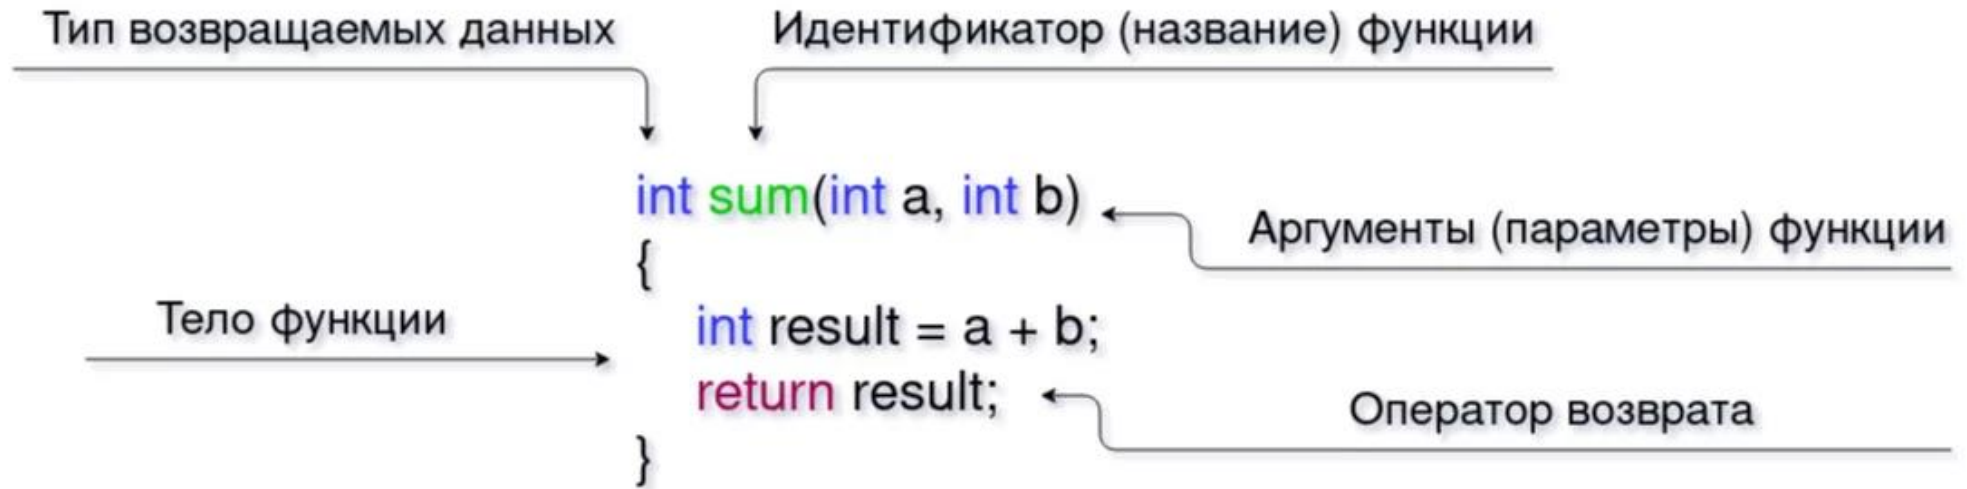 Тип возвращаемых данных
Идентификатор (название) функции
int sum(int a, int b)
Аргументы (параметры) функции
{
Тело функции
int result = a + b;
return result;
Оператор возврата
}